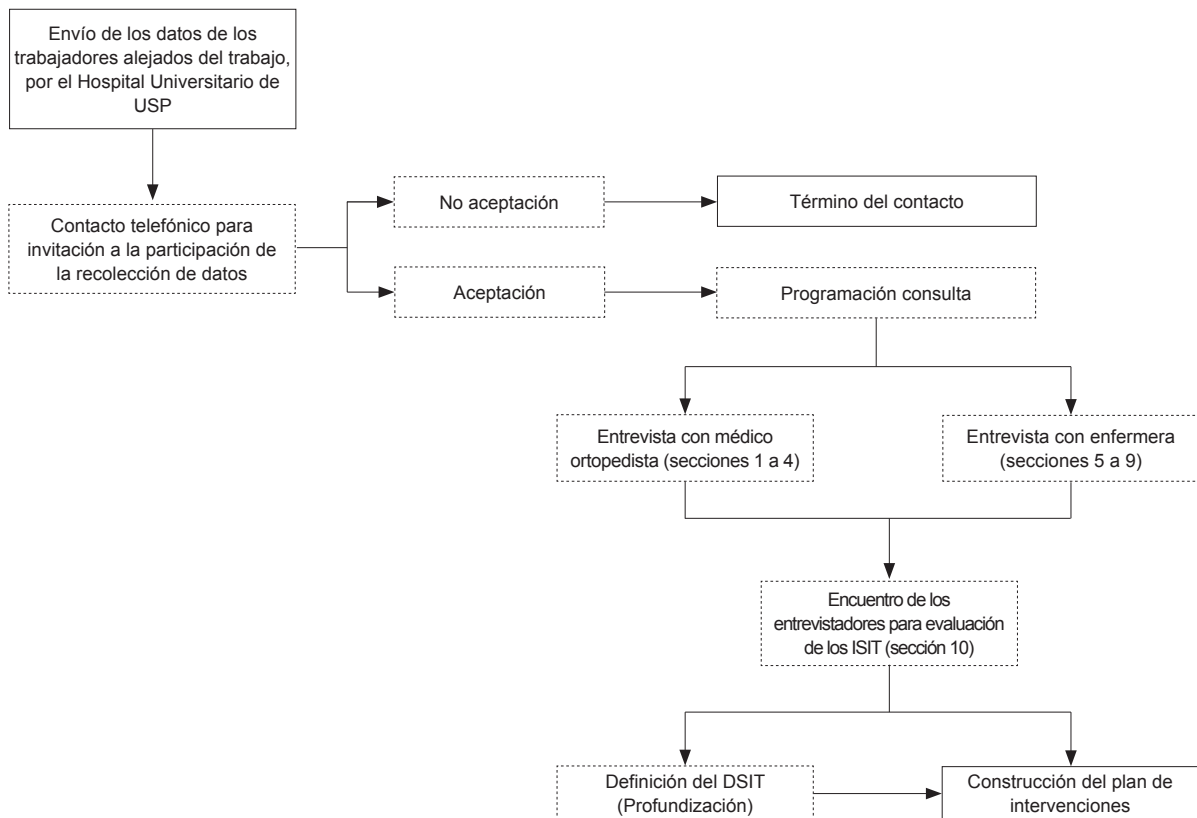 Envío de los datos de los
trabajadores alejados del trabajo,
por el Hospital Universitario de
USP
Contacto telefónico para
invitación a la participación de
la recolección de datos
No aceptación
Término del contacto
Aceptación
Programación consulta
Entrevista con médico
ortopedista (secciones 1 a 4)
Entrevista con enfermera
(secciones 5 a 9)
Encuentro de los
entrevistadores para evaluación
de los ISIT (sección 10)
Definición del DSIT
(Profundización)
Construcción del plan de
intervenciones